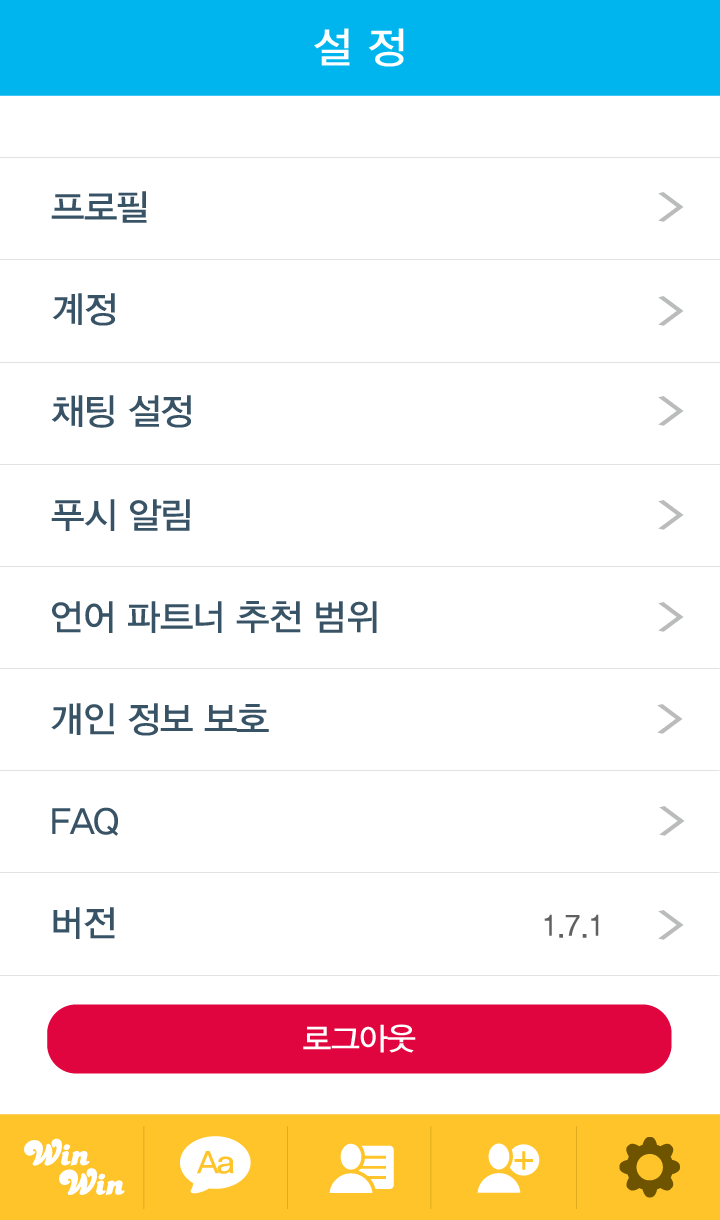 설 정
프로필
계정
채팅 설정
푸시 알림
언어 파트너 추천 범위
개인 정보 보호
FAQ
버전 1.7.1
로그아웃
Win
Win
Aa